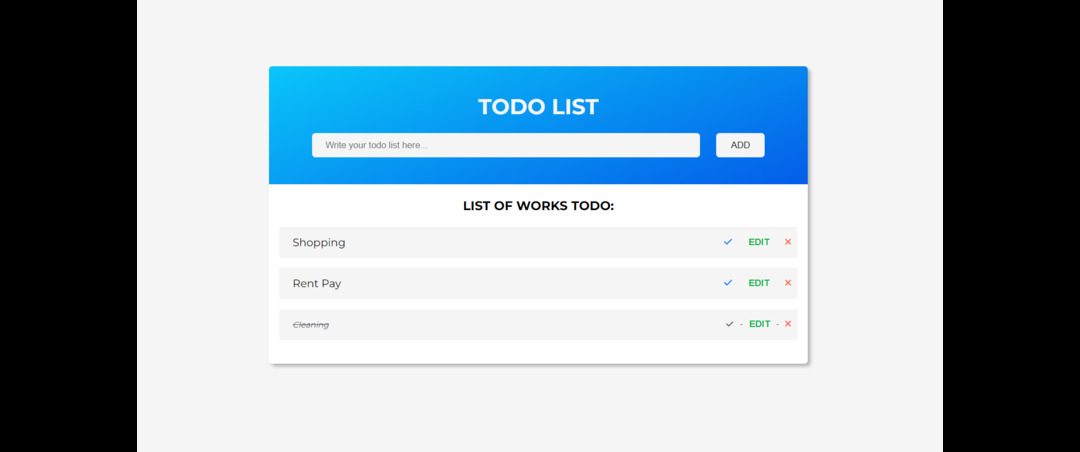 TODO LIST
Write your todo list here...
ADD
LIST OF WORKS TODO:
Shopping
EDIT
Rent Pay
EDIT
Cleaning
- EDIT -